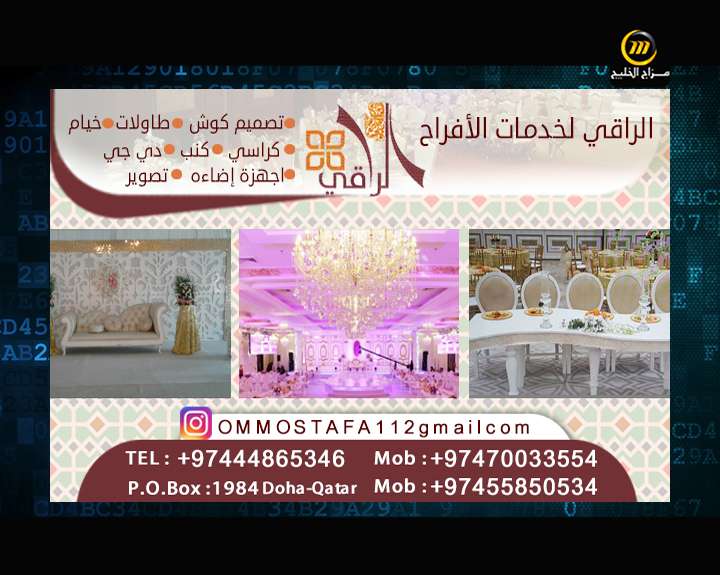 مزاج الخليج
الراقي لخدمات الأفراح
الراقي
تصميم كوش • طاولات • خيام
كراسي • كنب • دي جي
اجهزة إضاءه • تصوير
OMMOSTAFA112gmailcom
TEL : +97444865346 Mob : +97470033554
P.O.Box :1984 Doha-Qatar Mob : +97455850534